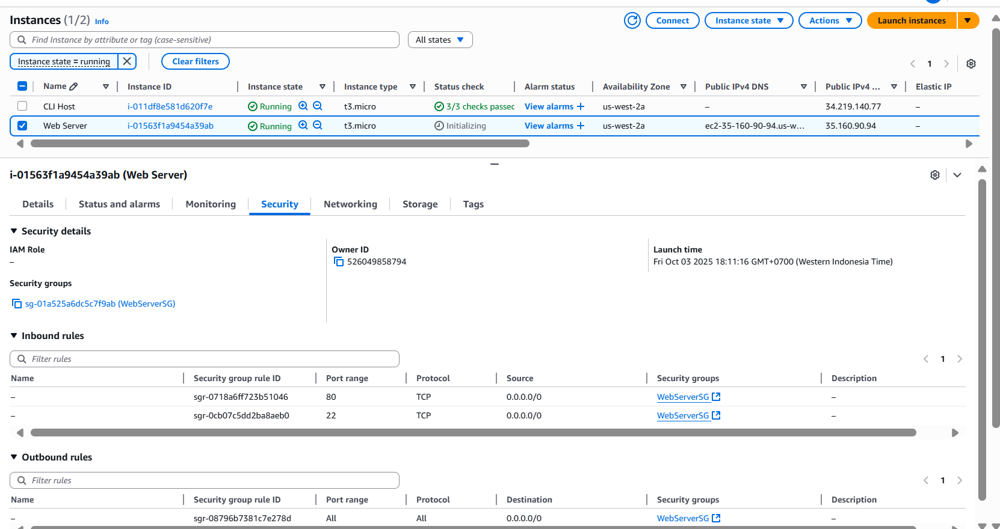 Instances (1/2) Info
Connect Instance state Actions Launch instances
Find Instance by attribute or tag (case-sensitive) All states
Instance state = running Clear filters
1
Name Instance ID Instance state Instance type Status check Alarm status Availability Zone Public IPv4 DNS Public IPv4 ... Elastic IP
CLI Host i-011df8e581d620f7e Running t3.micro 3/3 checks passec View alarms + us-west-2a – 34.219.140.77 –
Web Server i-01563f1a9454a39ab Running t3.micro Initializing View alarms + us-west-2a ec2-35-160-90-94.us-w... 35.160.90.94 –
i-01563f1a9454a39ab (Web Server)
Details Status and alarms Monitoring Security Networking Storage Tags
Security details
IAM Role Owner ID Launch time
– 526049858794 Fri Oct 03 2025 18:11:16 GMT+0700 (Western Indonesia Time)
Security groups
sg-01a525a6dc5c7f9ab (WebServerSG)
Inbound rules
Filter rules 1
Name Security group rule ID Port range Protocol Source Security groups Description
– sgr-0718a6ff723b51046 80 TCP 0.0.0.0/0 WebServerSG –
– sgr-0cb07c5dd2ba8aeb0 22 TCP 0.0.0.0/0 WebServerSG –
Outbound rules
Filter rules 1
Name Security group rule ID Port range Protocol Destination Security groups Description
– sgr-08796b7381c7e278d All All 0.0.0.0/0 WebServerSG –